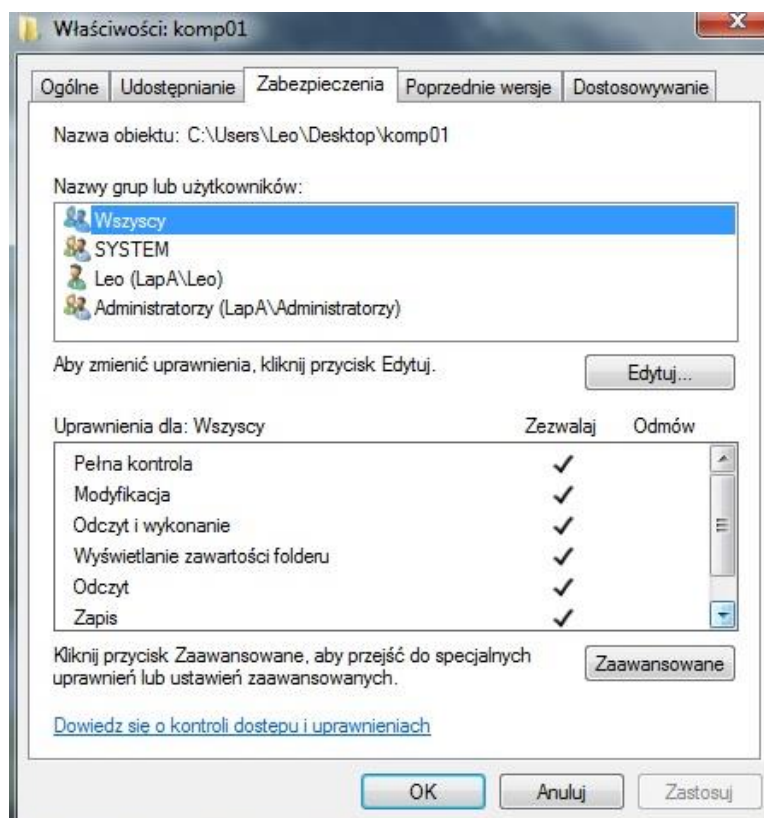 Właściwości: komp01
Ogólne Udostępnianie Zabezpieczenia Poprzednie wersje Dostosowywanie
Nazwa obiektu: C:\Users\Leo\Desktop\komp01
Nazwy grup lub użytkowników:
Wszyscy
SYSTEM
Leo (LapA\Leo)
Administratorzy (LapA\Administratorzy)
Aby zmienić uprawnienia, kliknij przycisk Edytuj.
Edytuj...
Uprawnienia dla: Wszyscy Zezwalaj Odmów
Pełna kontrola
Modyfikacja
Odczyt i wykonanie
Wyświetlanie zawartości folderu
Odczyt
Zapis
Kliknij przycisk Zaawansowane, aby przejść do specjalnych
uprawnień lub ustawień zaawansowanych.
Zaawansowane
Dowiedz się o kontroli dostępu i uprawnieniach
OK Anuluj Zastosuj